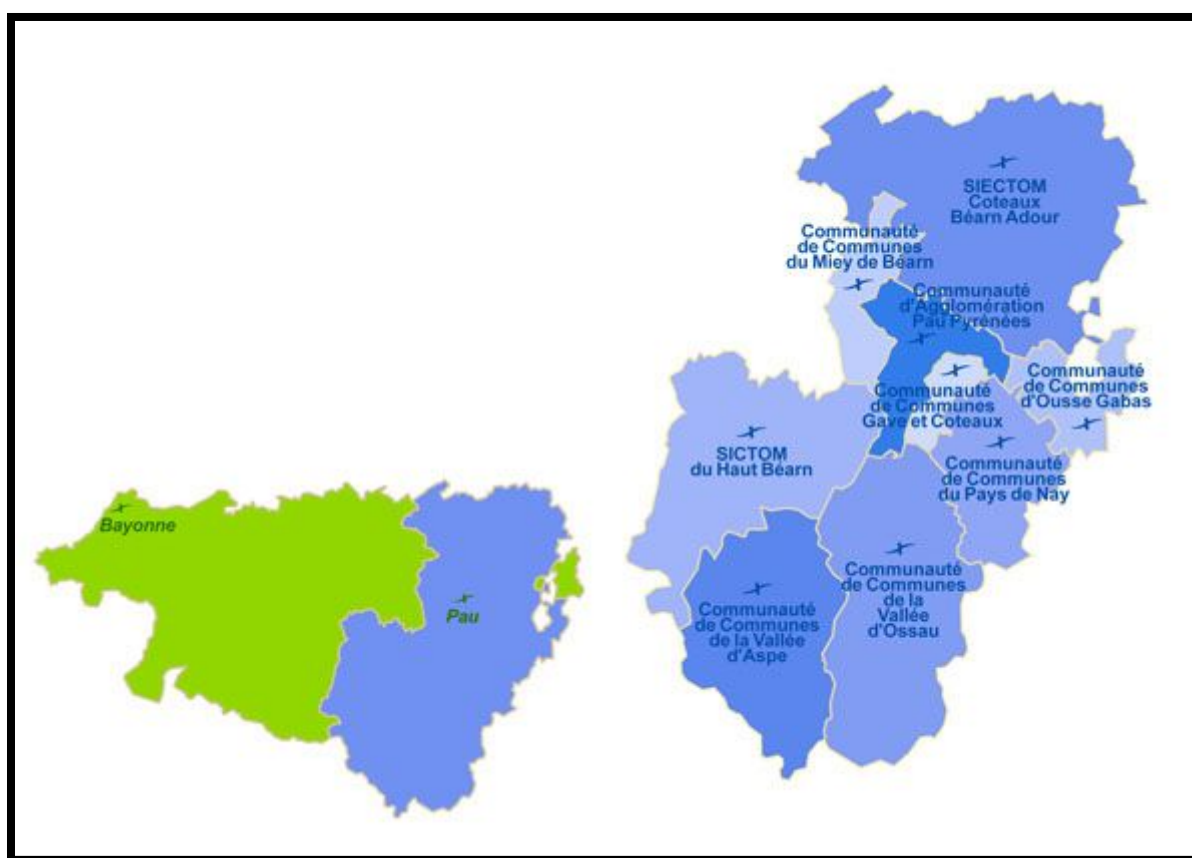 SIECTOM
Coteaux
Béarn Adour
Communauté
de Communes
du Miey de Béarn
Communauté
d'Agglomération
Pau Pyrénées
Communauté
de Communes
d'Ousse Gabas
Communauté
de Communes
Gave et Coteaux
SICTOM
du Haut Béarn
Communauté
de Communes
du Pays de Nay
Bayonne
Pau
Communauté
de Communes
de la
Vallée
d'Ossau
Communauté
de Communes
de la Vallée
d'Aspe